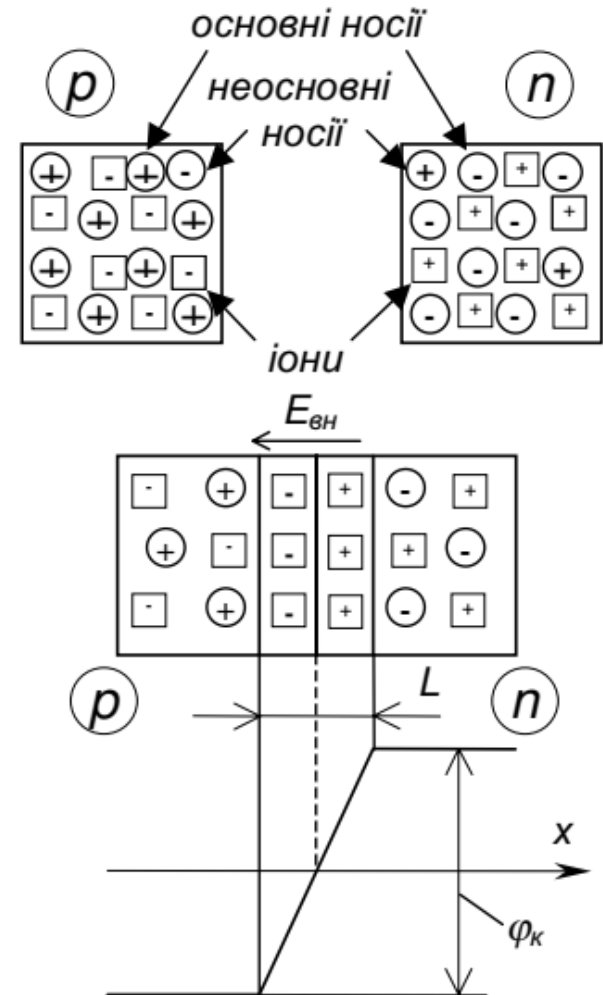 основні носії
p
неосновні
носії
n
+ - + -
- + - +
+ - + -
- + - +
+ - + -
- + - +
+ - + +
- + - +
іони
Eвн
- + - + - +
+ - - + + -
- + - + - +
p
L
n
x
φк